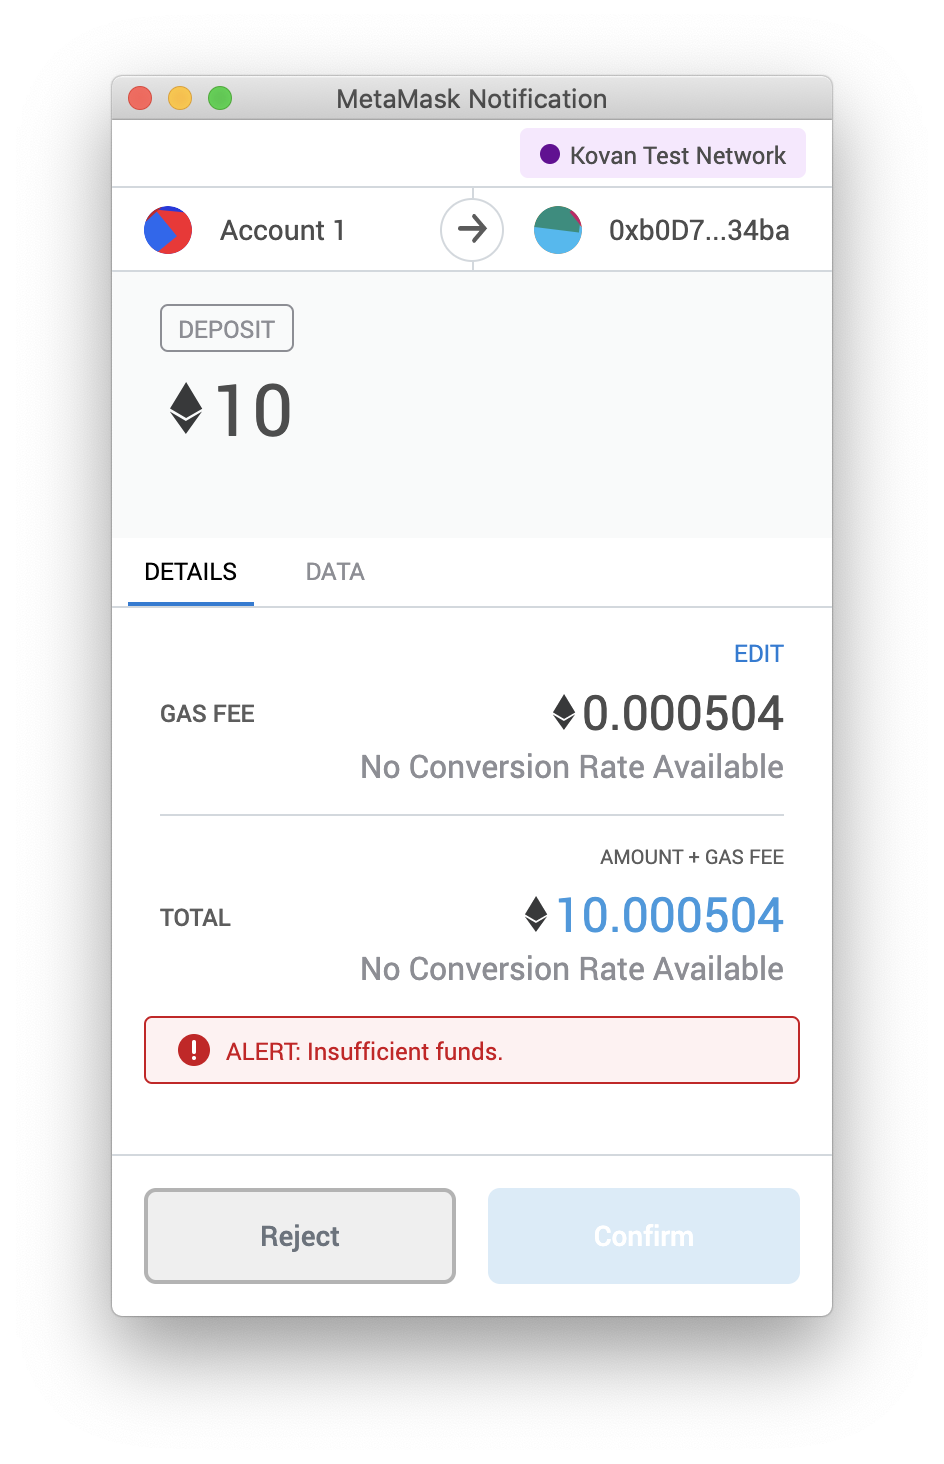 MetaMask Notification
Kovan Test Network
Account 1
0xb0D7...34ba
DEPOSIT
10
DETAILS
DATA
EDIT
GAS FEE
0.000504
No Conversion Rate Available
AMOUNT + GAS FEE
TOTAL
10.000504
No Conversion Rate Available
ALERT: Insufficient funds.
Reject
Confirm